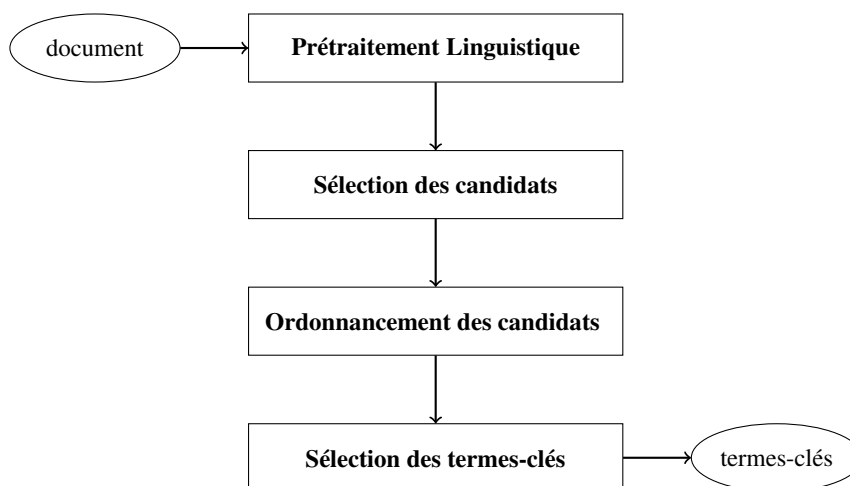 document
Prétraitement Linguistique
Sélection des candidats
Ordonnancement des candidats
Sélection des termes-clés
termes-clés